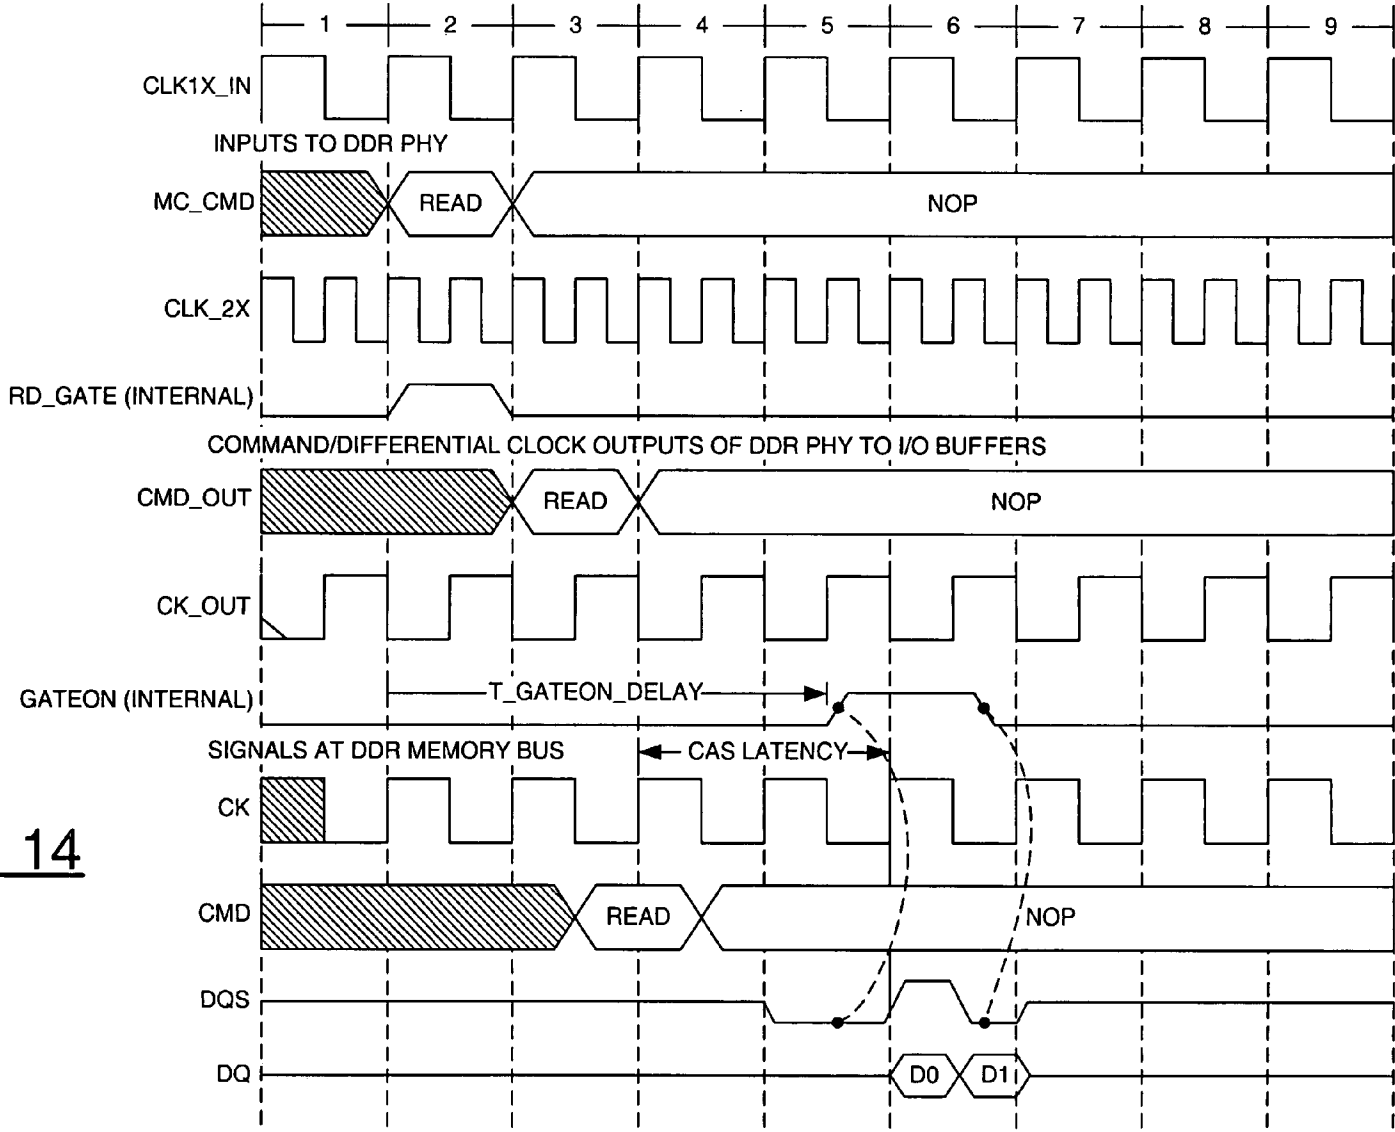 1 2 3 4 5 6 7 8 9
CLK1X_IN
INPUTS TO DDR PHY
MC_CMD READ NOP
CLK_2X
RD_GATE (INTERNAL)
COMMAND/DIFFERENTIAL CLOCK OUTPUTS OF DDR PHY TO I/O BUFFERS
CMD_OUT READ NOP
CK_OUT
GATEON (INTERNAL) T_GATEON_DELAY
SIGNALS AT DDR MEMORY BUS CAS LATENCY
CK
14
CMD READ NOP
DQS
DQ D0 D1